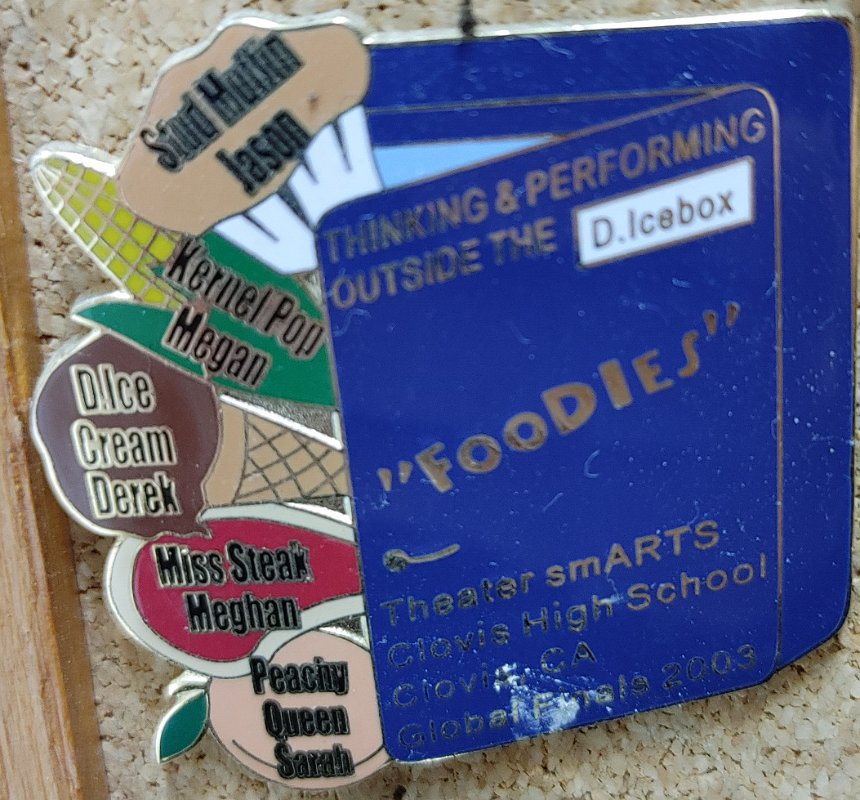 Stud Muffin
Jason
Kernel Pop
Megan
D.Ice
Cream
Derek
Miss Steak
Meghan
Peachy
Queen
Sarah
THINKING & PERFORMING
OUTSIDE THE D.Icebox
"FOODIES"
Theater smARTS
Clovis High School
Clovis, CA
Global Finals 2003